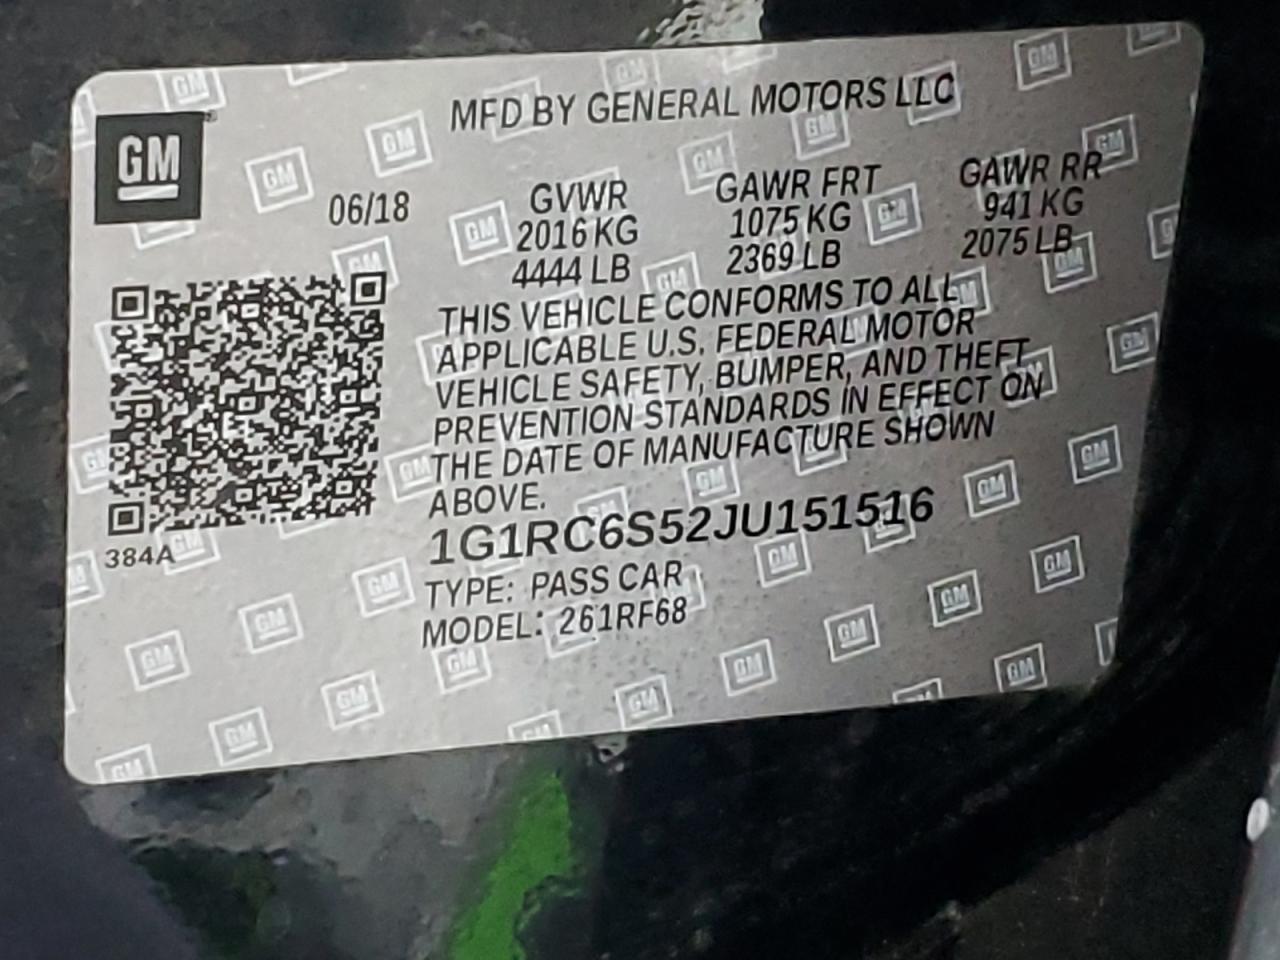 GM
MFD BY GENERAL MOTORS LLC
06/18
GVWR GAWR FRT GAWR RR
2016 KG 1075 KG 941 KG
4444 LB 2369 LB 2075 LB
THIS VEHICLE CONFORMS TO ALL
APPLICABLE U.S. FEDERAL MOTOR
VEHICLE SAFETY, BUMPER, AND THEFT
PREVENTION STANDARDS IN EFFECT ON
THE DATE OF MANUFACTURE SHOWN
ABOVE.
384A
1G1RC6S52JU151516
TYPE: PASS CAR
MODEL: 261RF68